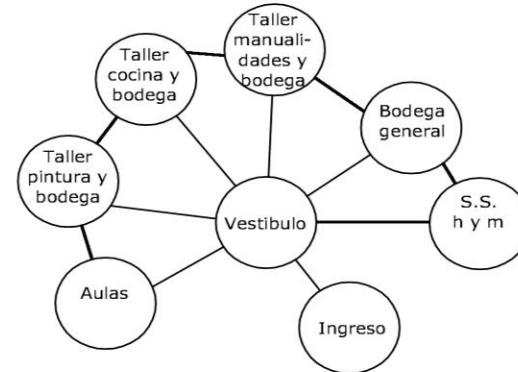 Taller
manuali-
dades y
bodega
Taller
cocina y
bodega
Bodega
general
Taller
pintura y
bodega
S.S.
h y m
Vestibulo
Aulas
Ingreso